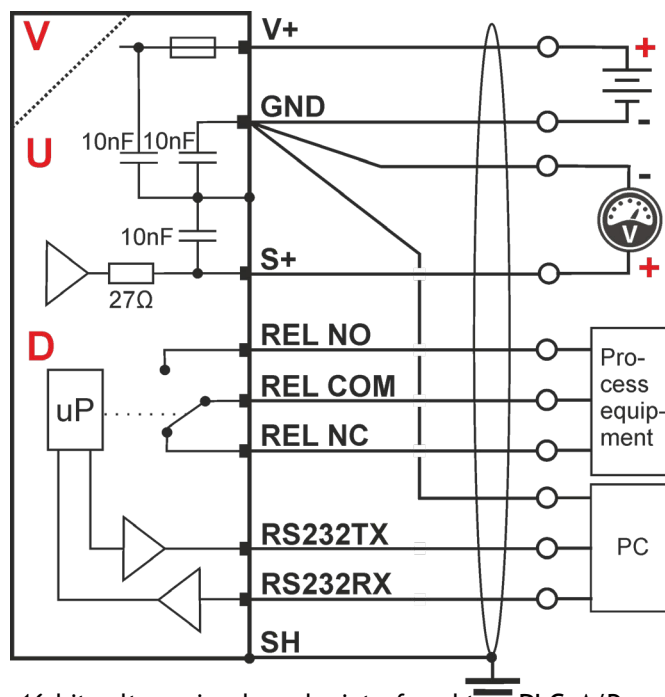 V
V+
+
GND
10nF
10nF
-
U
-
10nF
V
S+
+
27Ω
D
REL NO
Pro-
cess
equip-
ment
uP
REL COM
REL NC
RS232TX
PC
RS232RX
SH